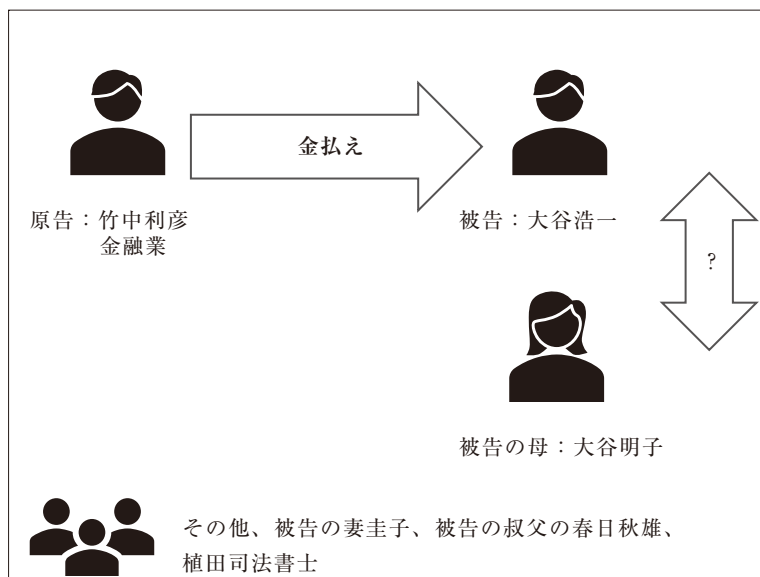 金払え
原告：竹中利彦
金融業
被告：大谷浩一
?
被告の母：大谷明子
その他、被告の妻圭子、被告の叔父の春日秋雄、
植田司法書士